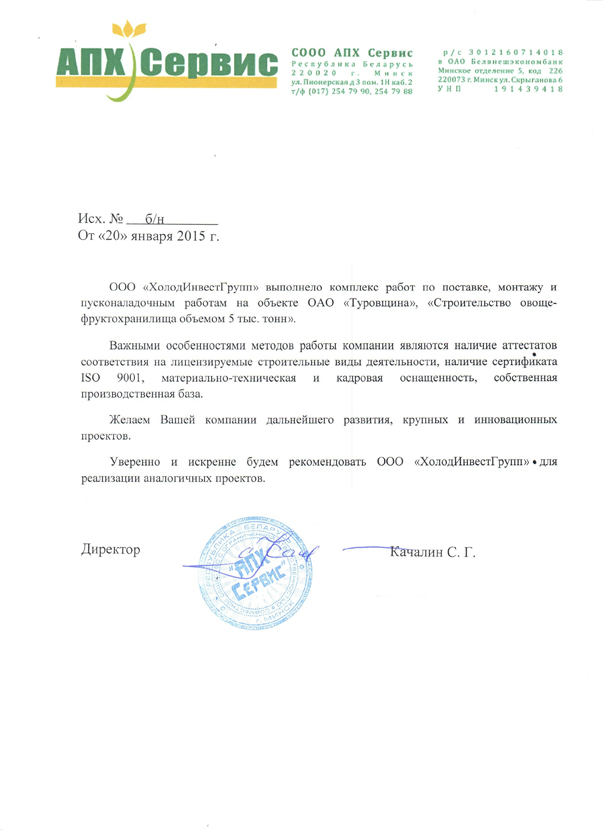 АПХ Сервис
СООО АПХ Сервис
Республика Беларусь
220020 г. Минск
ул. Пионерская д 3 пом. 1Н каб. 2
т/ф (017) 254 79 90, 254 79 88
р/с 3012160714018
в ОАО Белвнешэкономбанк
Минское отделение 5, код 226
220073 г. Минск ул. Скрыганова 6
УНП 191439418
Исх. № б/н
От «20» января 2015 г.
ООО «ХолодИнвестГрупп» выполнело комплекс работ по поставке, монтажу и
пусконаладочным работам на объекте ОАО «Туровщина», «Строительство овоще-
фруктохранилища объемом 5 тыс. тонн».
Важными особенностями методов работы компании являются наличие аттестатов
соответствия на лицензируемые строительные виды деятельности, наличие сертификата
ISO 9001, материально-техническая и кадровая оснащенность, собственная
производственная база.
Желаем Вашей компании дальнейшего развития, крупных и инновационных
проектов.
Уверенно и искренне будем рекомендовать ООО «ХолодИнвестГрупп» для
реализации аналогичных проектов.
Директор
Качалин С. Г.
"АПХ
Сервис"
г. Минск